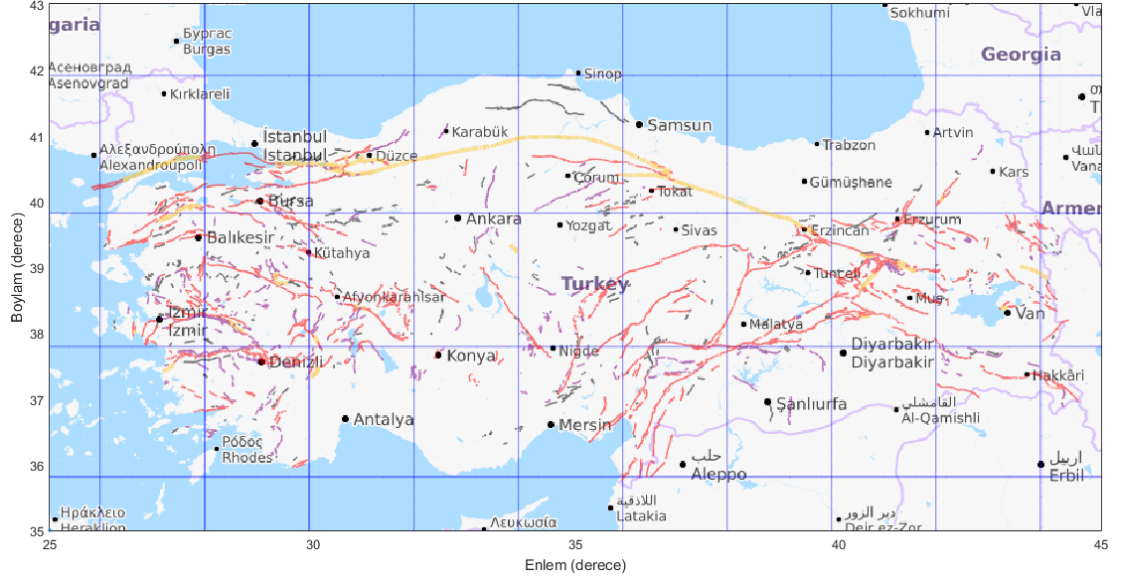 43
42
41
40
39
38
37
36
35
Boylam (derece)
garia
Бургас
Burgas
Асеновград
Asenovgrad
Kırklareli
Αλεξανδρούπολη
Alexandroupoli
İstanbul
İstanbul
Düzce
Karabük
Sinop
Samsun
Sokhumi
Vla
Georgia
Artvin
Trabzon
Gümüşhane
Kars
Վան
Vana
Armen
Çorum
Tokat
Bursa
Ankara
Yozgat
Sivas
Erzincan
Erzurum
Balıkesir
Kütahya
Turkey
Tunceli
Muş
Van
Afyonkarahisar
İzmir
İzmir
Malatya
Denizli
Konya
Niğde
Diyarbakır
Diyarbakır
Hakkâri
Antalya
Mersin
Şanlıurfa
القامشلي
Al-Qamishli
Ρόδος
Rhodes
حلب
Aleppo
اربيل
Erbil
Ηράκλειο
Heraklion
Λευκωσία
اللاذقية
Latakia
دير الزور
Deir ez-Zor
25
30
35
40
45
Enlem (derece)